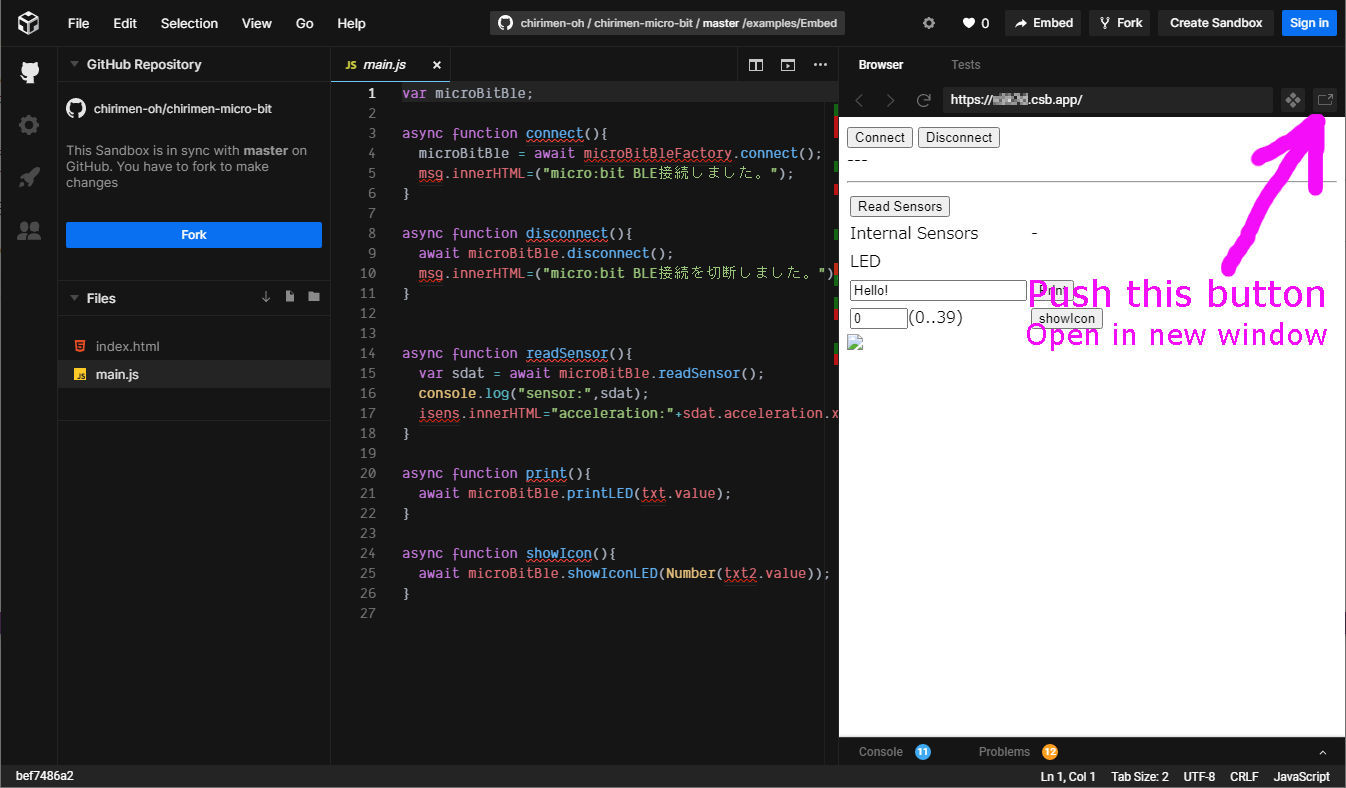 File Edit Selection View Go Help
chirimen-oh / chirimen-micro-bit / master /examples/Embed
0 Embed Fork Create Sandbox Sign in
GitHub Repository
chirimen-oh/chirimen-micro-bit
This Sandbox is in sync with master on
GitHub. You have to fork to make
changes
Fork
Files
index.html
JS main.js
JS main.js ×
1 var microBitBle;
2
3 async function connect(){
4   microBitBle = await microBitBleFactory.connect();
5   msg.innerHTML=("micro:bit BLE接続しました。");
6 }
7
8 async function disconnect(){
9   await microBitBle.disconnect();
10   msg.innerHTML=("micro:bit BLE接続を切断しました。")
11 }
12
13
14 async function readSensor(){
15   var sdat = await microBitBle.readSensor();
16   console.log("sensor:",sdat);
17   isens.innerHTML="acceleration:"+sdat.acceleration.x
18 }
19
20 async function print(){
21   await microBitBle.printLED(txt.value);
22 }
23
24 async function showIcon(){
25   await microBitBle.showIconLED(Number(txt2.value));
26 }
27
Browser Tests
https:// .csb.app/
Connect Disconnect
---
Read Sensors
Internal Sensors -
LED
Hello! Print
0 (0..39) showIcon
Push this button
Open in new window
Console 11 Problems 12
bef7486a2 Ln 1, Col 1 Tab Size: 2 UTF-8 CRLF JavaScript